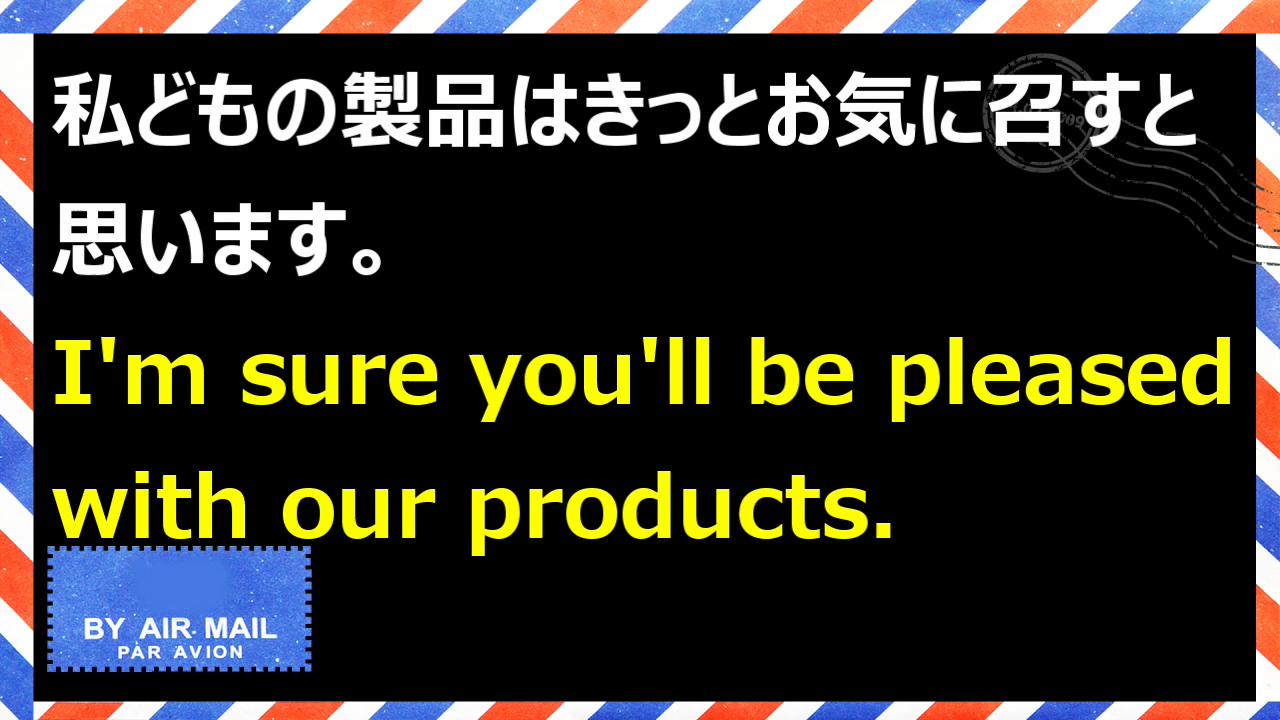 私どもの製品はきっとお気に召すと
思います。
I'm sure you'll be pleased
with our products.
BY AIR MAIL
PAR AVION